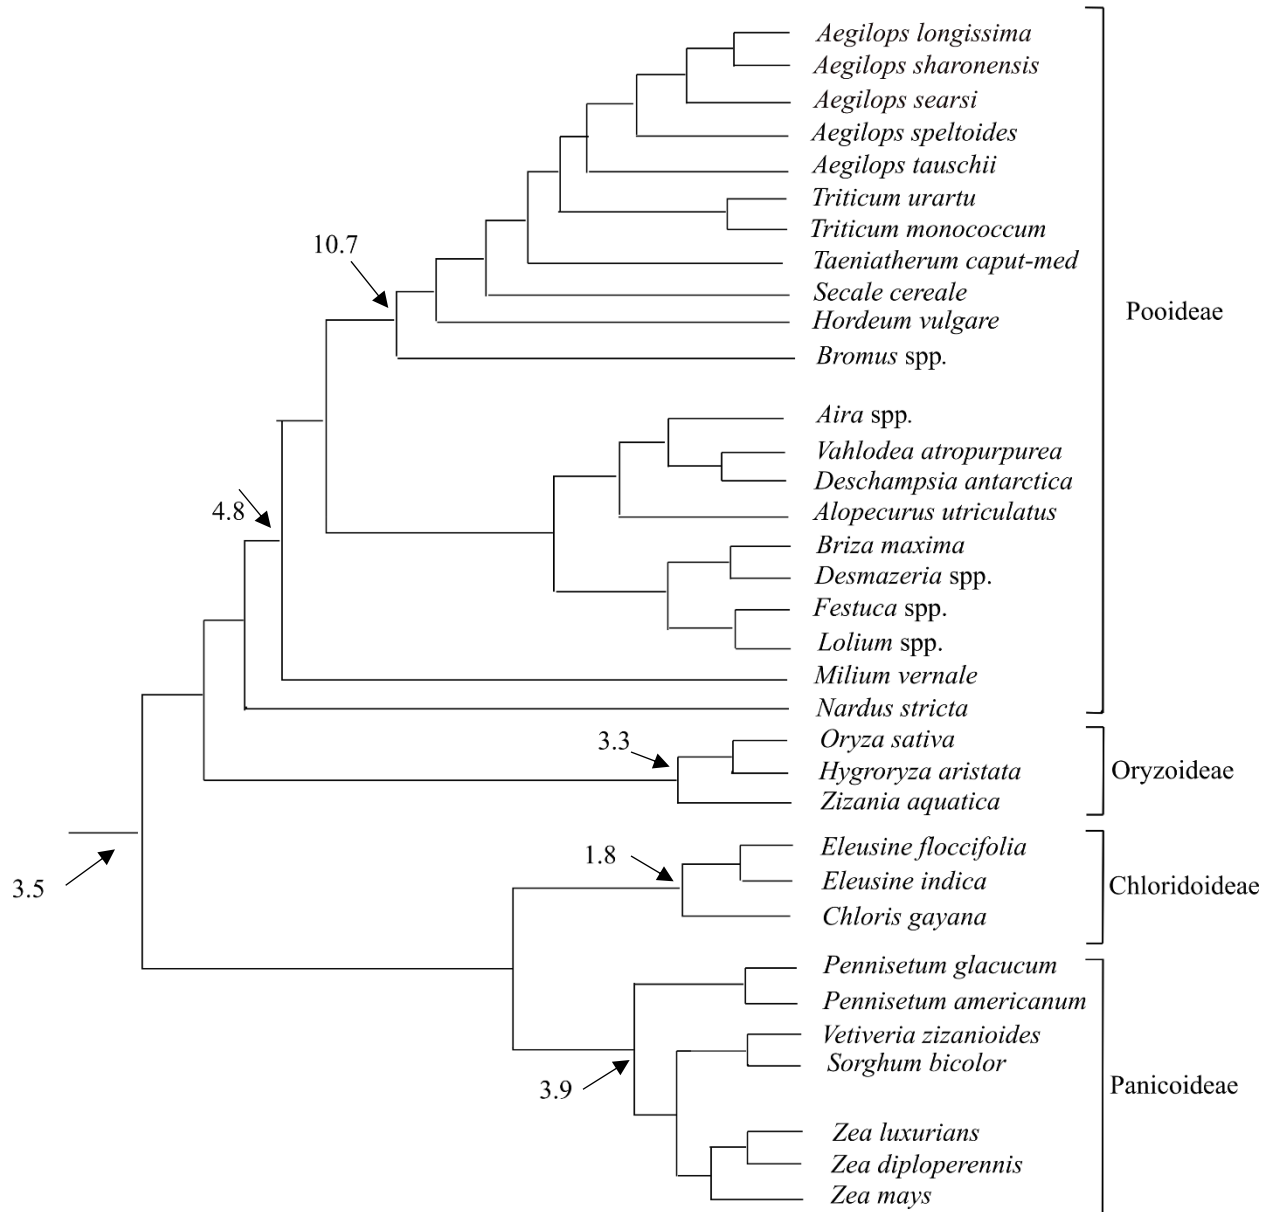 Aegilops longissima
Aegilops sharonensis
Aegilops searsi
Aegilops speltoides
Aegilops tauschii
Triticum urartu
Triticum monococcum
Taeniatherum caput-med
Secale cereale
Hordeum vulgare
Bromus spp.
10.7
Pooideae
Aira spp.
Vahlodea atropurpurea
Deschampsia antarctica
Alopecurus utriculatus
4.8
Briza maxima
Desmazeria spp.
Festuca spp.
Lolium spp.
Milium vernale
Nardus stricta
Oryza sativa
Hygroryza aristata
Zizania aquatica
3.3
Oryzoideae
3.5
Eleusine floccifolia
Eleusine indica
Chloris gayana
1.8
Chloridoideae
Pennisetum glacucum
Pennisetum americanum
Vetiveria zizanioides
Sorghum bicolor
3.9
Panicoideae
Zea luxurians
Zea diploperennis
Zea mays